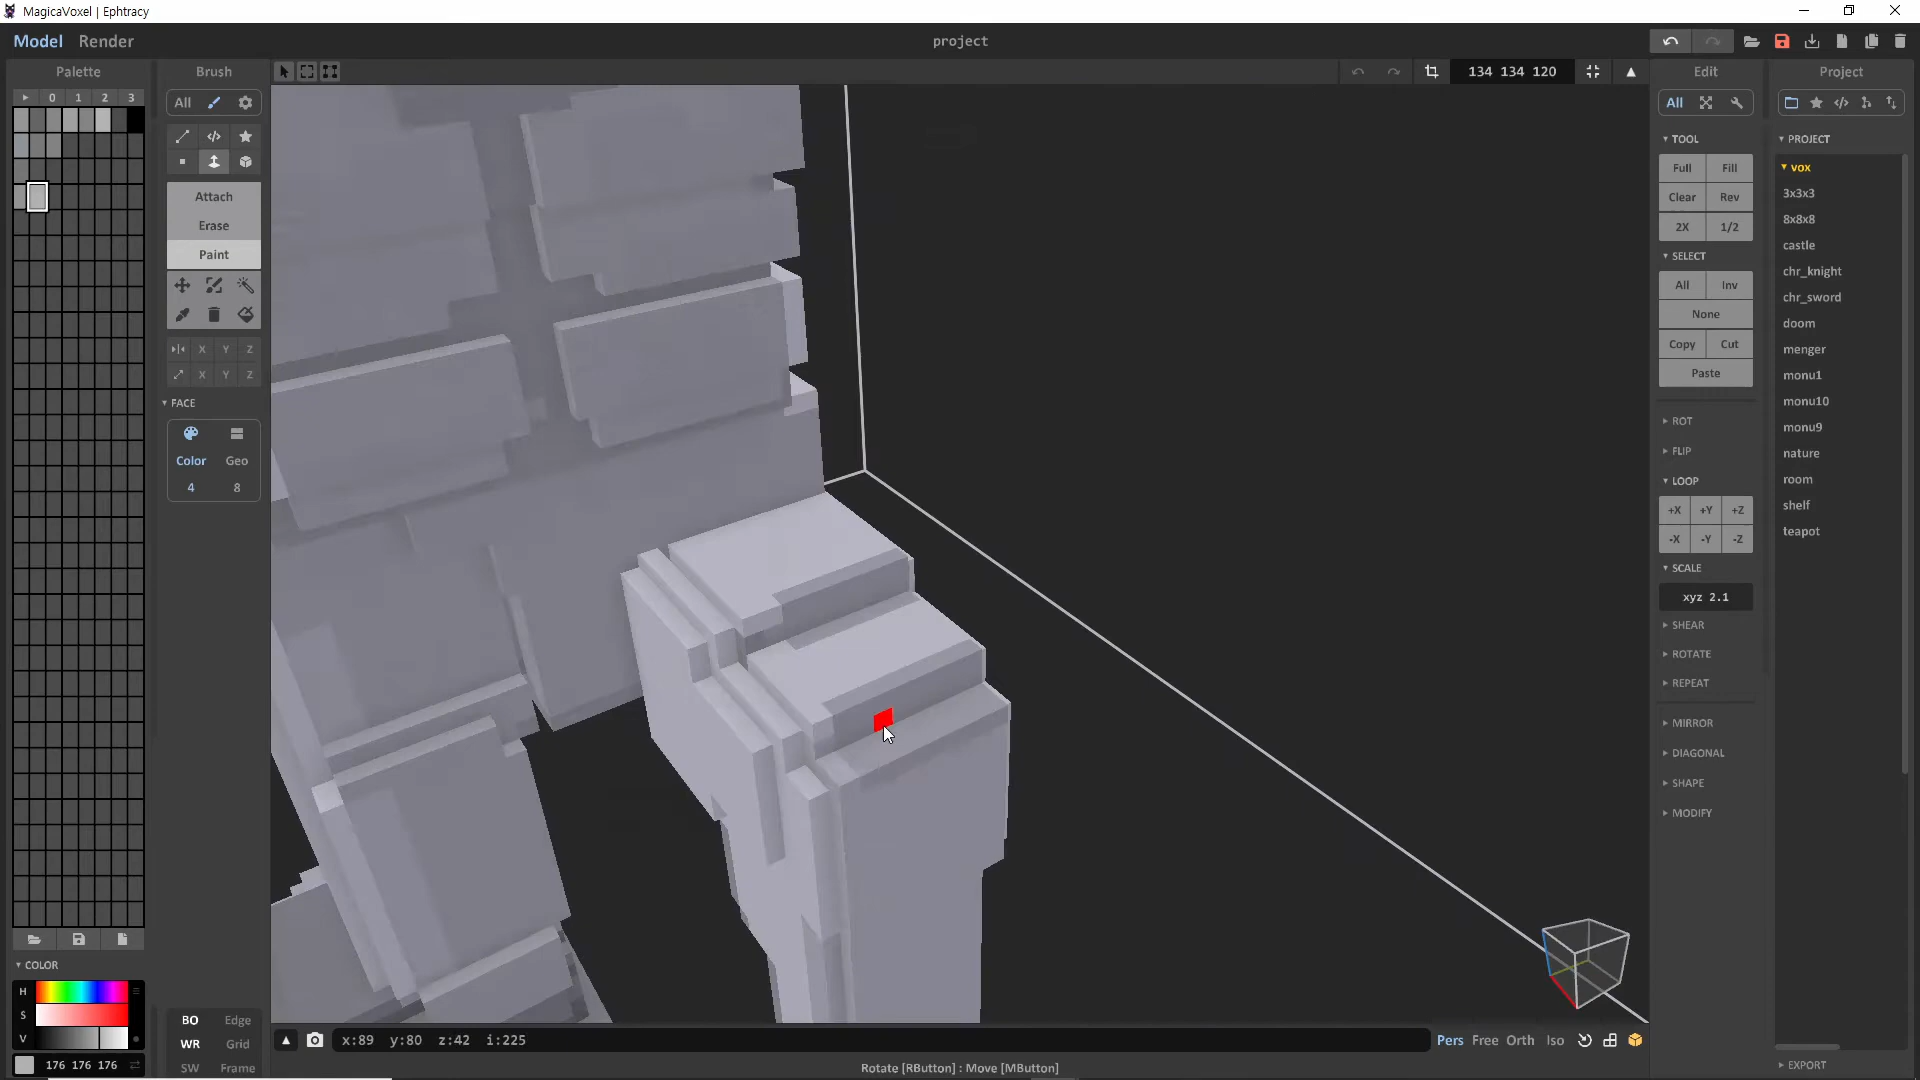 MagicaVoxel | Ephtracy
Model Render
project
Palette
Brush
134 134 120
Edit
Project
0 1 2 3
All
All
PROJECT
TOOL
vox
Full Fill
3x3x3
Clear Rev
8x8x8
2X 1/2
castle
SELECT
chr_knight
All Inv
chr_sword
None
doom
Copy Cut
menger
Paste
monu1
monu10
ROT
monu9
FLIP
nature
LOOP
room
+X +Y +Z
shelf
-X -Y -Z
teapot
SCALE
xyz 2.1
SHEAR
ROTATE
REPEAT
MIRROR
DIAGONAL
SHAPE
MODIFY
Attach
Erase
Paint
X Y Z
X Y Z
FACE
Color Geo
4 8
COLOR
H
S
V
176 176 176
BO Edge
WR Grid
SW Frame
x:89 y:80 z:42 i:225
Pers Free Orth Iso
Rotate [RButton] : Move [MButton]
EXPORT